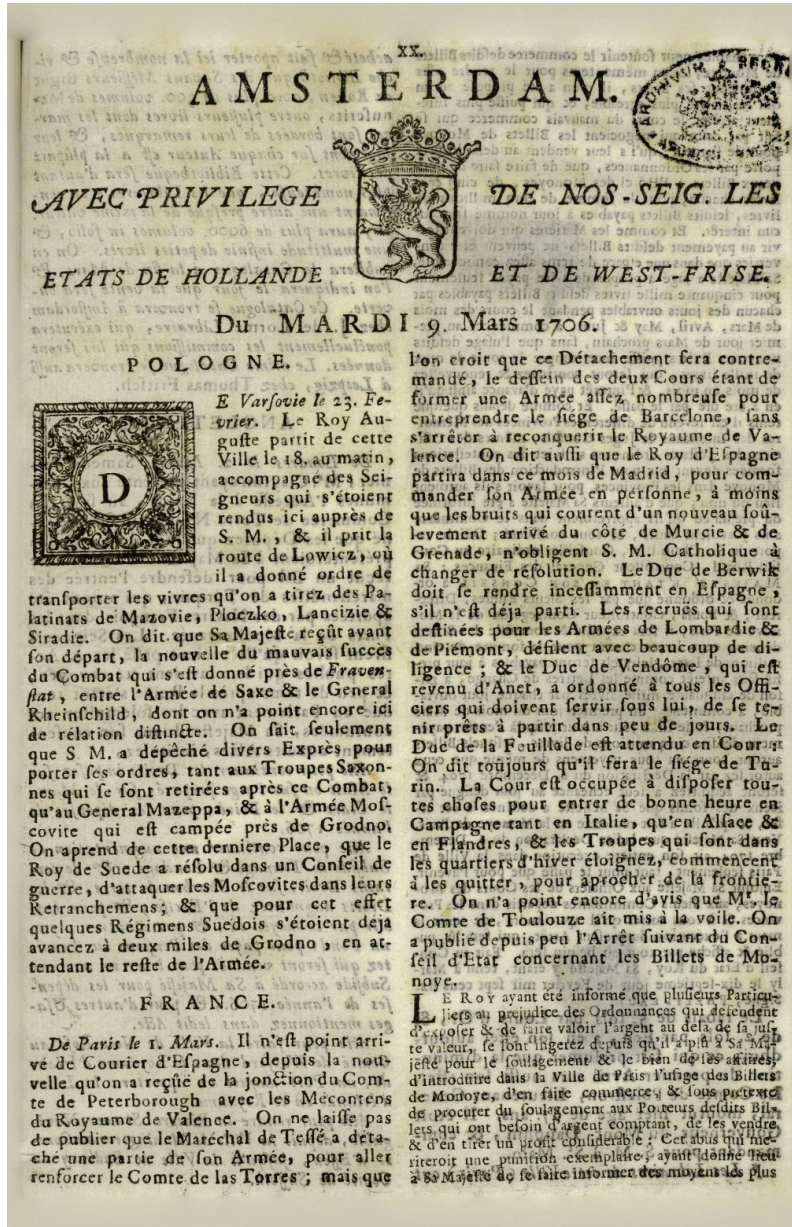 XX.
AMSTERDAM.
AVEC PRIVILEGE DE NOS-SEIG. LES
ETATS DE HOLLANDE ET DE WEST-FRISE.
Du MARDI 9. Mars 1706.
POLOGNE.
DE Varsovie le 23. Fe-
vrier. Le Roy Au-
guste partit de cette
Ville le 18. au matin,
accompagné des Sei-
gneurs qui s'étoient
rendus ici auprès de
S. M., & il prit la
route de Lowicz, où
il a donné ordre de
transporter les vivres qu'on a tirez des Pa-
latinats de Mazovie, Ploczko, Lancizie &
Siradie. On dit que Sa Majesté reçût avant
son départ, la nouvelle du mauvais succès
du Combat qui s'est donné près de Fraven-
stat, entre l'Armée de Saxe & le General
Rheinschild, dont on n'a point encore ici
de rélation distincte. On sait seulement
que S M. a dépêché divers Exprès pour
porter ses ordres, tant aux Troupes Saxon-
nes qui se sont retirées après ce Combat,
qu'au General Mazeppa, & à l'Armée Mos-
covite qui est campée près de Grodno.
On aprend de cette derniere Place, que le
Roy de Suede a résolu dans un Conseil de
guerre, d'attaquer les Moscovites dans leurs
Retranchemens; & que pour cet effet
quelques Régimens Suedois s'étoient déja
avancez à deux miles de Grodno, en at-
tendant le reste de l'Armée.
FRANCE.
De Paris le 1. Mars. Il n'est point arri-
vé de Courier d'Espagne, depuis la nou-
velle qu'on a reçûë de la jonction du Com-
te de Peterborough avec les Mécontens
du Royaume de Valence. On ne laisse pas
de publier que le Maréchal de Tessé a déta-
ché une partie de son Armée, pour aller
renforcer le Comte de las Torres; mais que
l'on croit que ce Détachement sera contre-
mandé, le dessein des deux Cours étant de
former une Armée assez nombreuse pour
entreprendre le siége de Barcelone, sans
s'arrêter à reconquerir le Royaume de Va-
lence. On dit aussi que le Roy d'Espagne
partira dans ce mois de Madrid, pour com-
mander son Armée en personne, à moins
que les bruits qui courent d'un nouveau soû-
levement arrivé du côté de Murcie & de
Grenade, n'obligent S. M. Catholique à
changer de résolution. Le Duc de Berwik
doit se rendre incessamment en Espagne,
s'il n'est déja parti. Les recruës qui sont
destinées pour les Armées de Lombardie &
de Piémont, défilent avec beaucoup de di-
ligence; & le Duc de Vendôme, qui est
revenu d'Anet, a ordonné à tous les Offi-
ciers qui doivent servir sous lui, de se te-
nir prêts à partir dans peu de jours. Le
Duc de la Feuillade est attendu en Cour:
On dit toûjours qu'il fera le siége de Tu-
rin. La Cour est occupée à disposer tou-
tes choses pour entrer de bonne heure en
Campagne tant en Italie, qu'en Alsace &
en Flandres, & les Troupes qui sont dans
les quartiers d'hiver éloignez, commencent
à les quitter, pour aprocher de la frontie-
re. On n'a point encore d'avis que Mr. le
Comte de Toulouze ait mis à la voile. On
a publié depuis peu l'Arrêt suivant du Con-
seil d'Etat concernant les Billets de Mo-
noye.
LE ROY ayant été informé que plusieurs Particu-
liers au prejudice des Ordonnances qui défendent
d'exposer & de faire valoir l'argent au delà de sa jus-
te valeur, se sont ingerez depuis qu'il a plû à Sa Ma-
jesté pour le soulagement & le bien de ses affaires,
d'introduire dans la Ville de Paris l'usage des Billets
de Monoye, d'en faire commerce, & sous pretexte
de procurer du soulagement aux Porteurs desdits Bil-
lets qui ont besoin d'argent comptant, de les vendre,
& d'en tirer un profit considerable: Cet abus qui me-
riteroit une punition exemplaire, ayant donné lieu
à Sa Majesté de se faire informer des moyens les plus